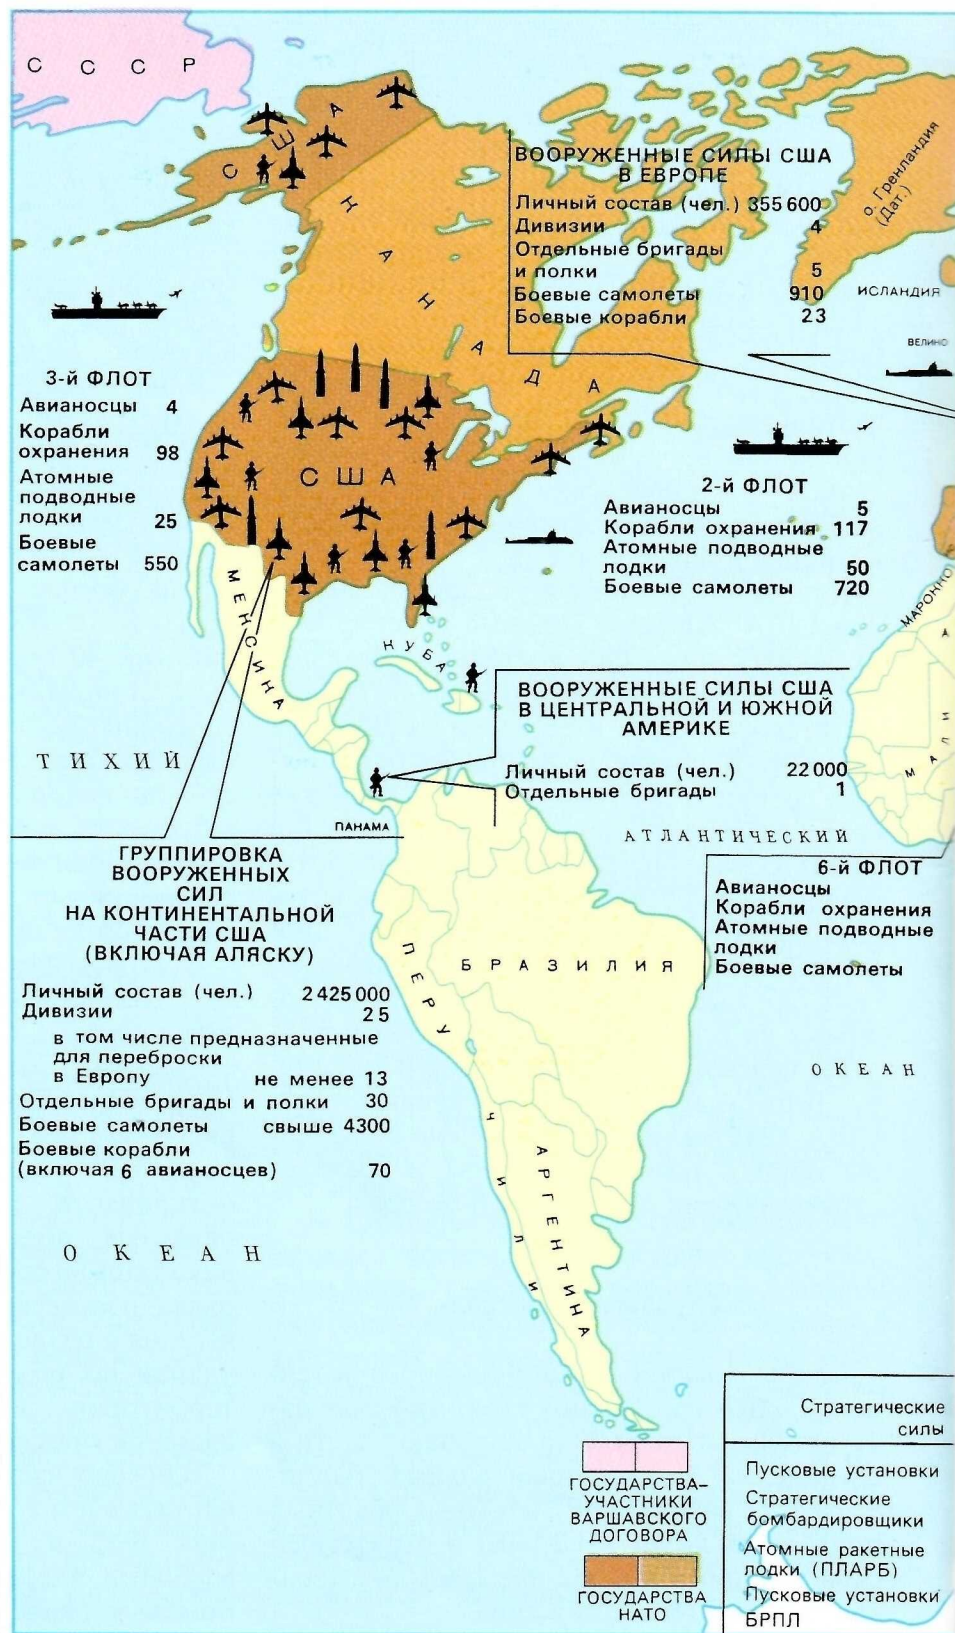 С С С Р
США
КАНАДА
о. Гренландия
(Дат.)
ВООРУЖЕННЫЕ СИЛЫ США
В ЕВРОПЕ
Личный состав (чел.) 355 600
Дивизии 4
Отдельные бригады
и полки 5
Боевые самолеты 910
Боевые корабли 23
ИСЛАНДИЯ
ВЕЛИКО
3-й ФЛОТ
Авианосцы 4
Корабли
охранения 98
Атомные
подводные
лодки 25
Боевые
самолеты 550
США
2-й ФЛОТ
Авианосцы 5
Корабли охранения 117
Атомные подводные
лодки 50
Боевые самолеты 720
МЕКСИКА
КУБА
МАРОККО
А
МАЛИ
ВООРУЖЕННЫЕ СИЛЫ США
В ЦЕНТРАЛЬНОЙ И ЮЖНОЙ
АМЕРИКЕ
Личный состав (чел.) 22 000
Отдельные бригады 1
ТИХИЙ
ПАНАМА
АТЛАНТИЧЕСКИЙ
ГРУППИРОВКА
ВООРУЖЕННЫХ
СИЛ
НА КОНТИНЕНТАЛЬНОЙ
ЧАСТИ США
(ВКЛЮЧАЯ АЛЯСКУ)
Личный состав (чел.) 2 425 000
Дивизии 25
в том числе предназначенные
для переброски
в Европу не менее 13
Отдельные бригады и полки 30
Боевые самолеты свыше 4300
Боевые корабли
(включая 6 авианосцев) 70
6-й ФЛОТ
Авианосцы
Корабли охранения
Атомные подводные
лодки
Боевые самолеты
ПЕРУ
БРАЗИЛИЯ
ОКЕАН
ЧИЛИ
АРГЕНТИНА
ОКЕАН
ГОСУДАРСТВА–
УЧАСТНИКИ
ВАРШАВСКОГО
ДОГОВОРА
ГОСУДАРСТВА
НАТО
Стратегические
силы
Пусковые установки
Стратегические
бомбардировщики
Атомные ракетные
лодки (ПЛАРБ)
Пусковые установки
БРПЛ